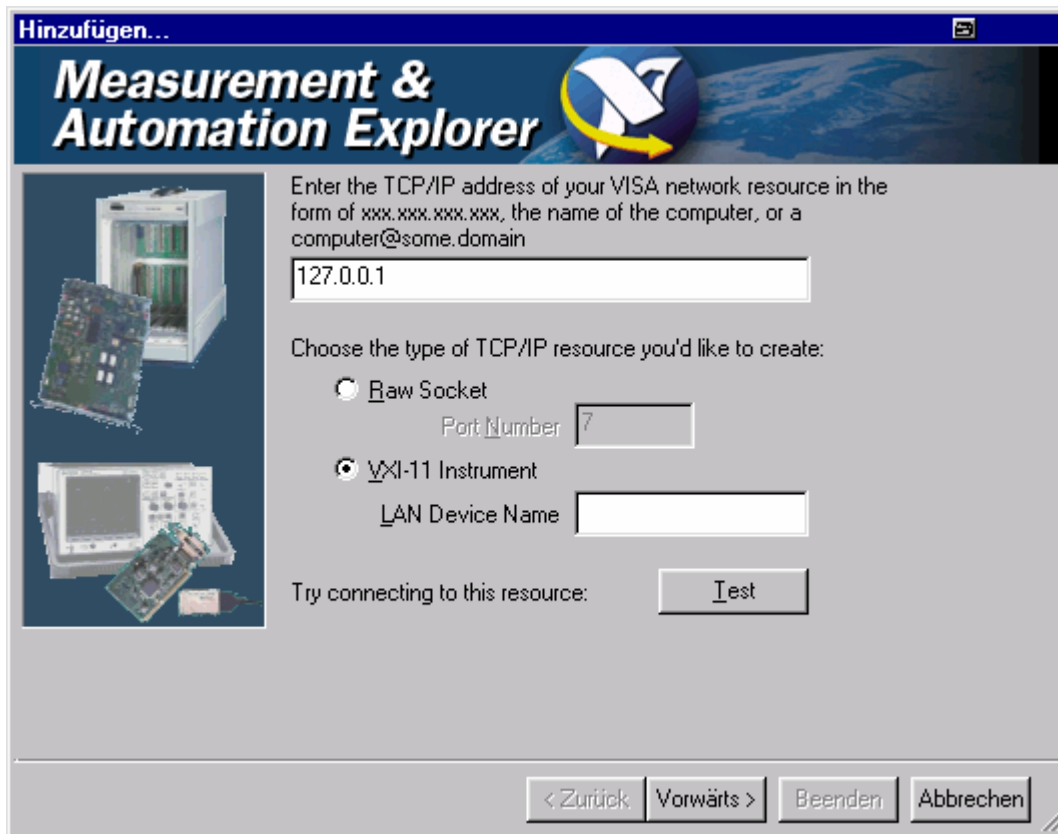 Hinzufügen...
Measurement &
Automation Explorer
Enter the TCP/IP address of your VISA network resource in the
form of xxx.xxx.xxx.xxx, the name of the computer, or a
computer@some.domain
127.0.0.1
Choose the type of TCP/IP resource you'd like to create:
Raw Socket
Port Number 7
VXI-11 Instrument
LAN Device Name
Try connecting to this resource: Test
< Zurück Vorwärts > Beenden Abbrechen